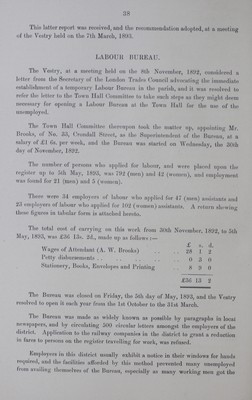 39
This latter report was received, and the recommendation adopted, at a meeting
of the Vestry held on the 7th March, 1893.
LABOUR BUREAU.
The Vestry, at a meeting held on the 8th November, 1892, considered a
letter from the Secretary of the London Trades Council advocating the immediate
establishment of a temporary Labour Bureau in the parish, and it was resolved to
refer the letter to the Town Hall Committee to take such steps as they might deem
necessary for opening a Labour Bureau at the Town Hall for the use of the
unemployed.
The Town Hall Committee thereupon took the matter up, appointing Mr.
Brooks, of No. 55, Crondall Street, as the Superintendent of the Bureau, at a
salary of £1 5s. per week, and the Bureau was started on Wednesday, the 30th
day of November, 1892.
The number of persons who applied for labour, and were placed upon the
register up to 5th May, 1893, was 792 (men) and 42 (women), and employment
was found for 21 (men) and 5 (women).
There were 34 employers of labour who applied for 47 (men) assistants and
25 employers of labour who applied for 102 (women) assistants. A return showing
these figures in tabular form is attached hereto.
The total cost of carrying on this work from 30th November, 1892, to 5th
May, 1893, was £36 13s. 2d., made up as follows:—
£ s. d.
Wages of Attendant (A. W. Brooks) .. .. 28 1 2
Petty disbursements .. .. .. 0 3 0
Stationery, Books, Envelopes and Printing 8 9 0
£36 13 2
The Bureau was closed on Friday, the 5th day of May, 1893, and the Vestry
resolved to open it each year from the 1st October to the 31st March.
The Bureau was made as widely known as possible by paragraphs in local
newspapers, and by circulating 500 circular letters amongst the employers of the
district. Application to the railway companies in the district to grant a reduction
in fares to persons on the register travelling for work, was refused.
Employers in this district usually exhibit a notice in their windows for hands
required, and the facilities afforded by this method prevented many unemployed
from availing themselves of the Bureau, especially as many working men got the